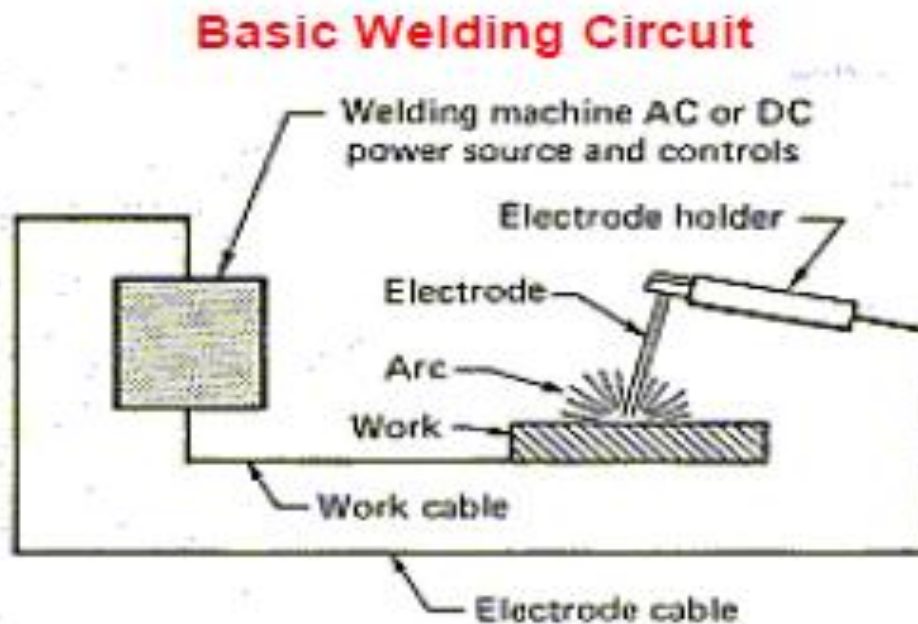 Basic Welding Circuit
Welding machine AC or DC
power source and controls
Electrode holder
Electrode
Arc
Work
Work cable
Electrode cable